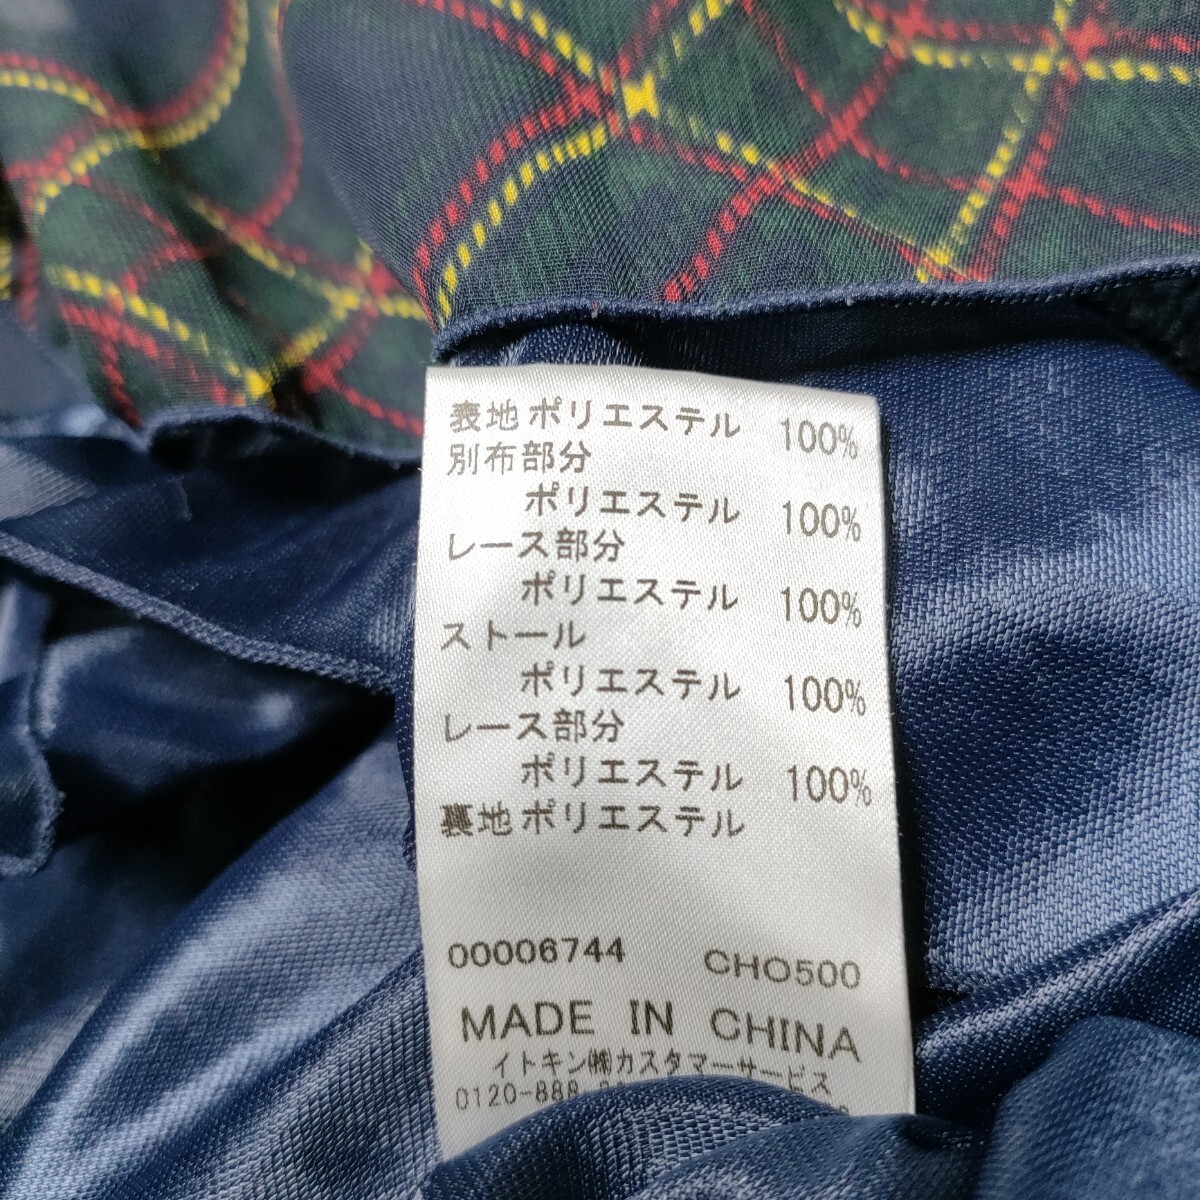 表地 ポリエステル 100%
別布部分
ポリエステル 100%
レース部分
ポリエステル 100%
ストール
ポリエステル 100%
レース部分
ポリエステル 100%
裏地 ポリエステル
00006744 CHO500
MADE IN CHINA
イトキン㈱カスタマーサービス
0120-888